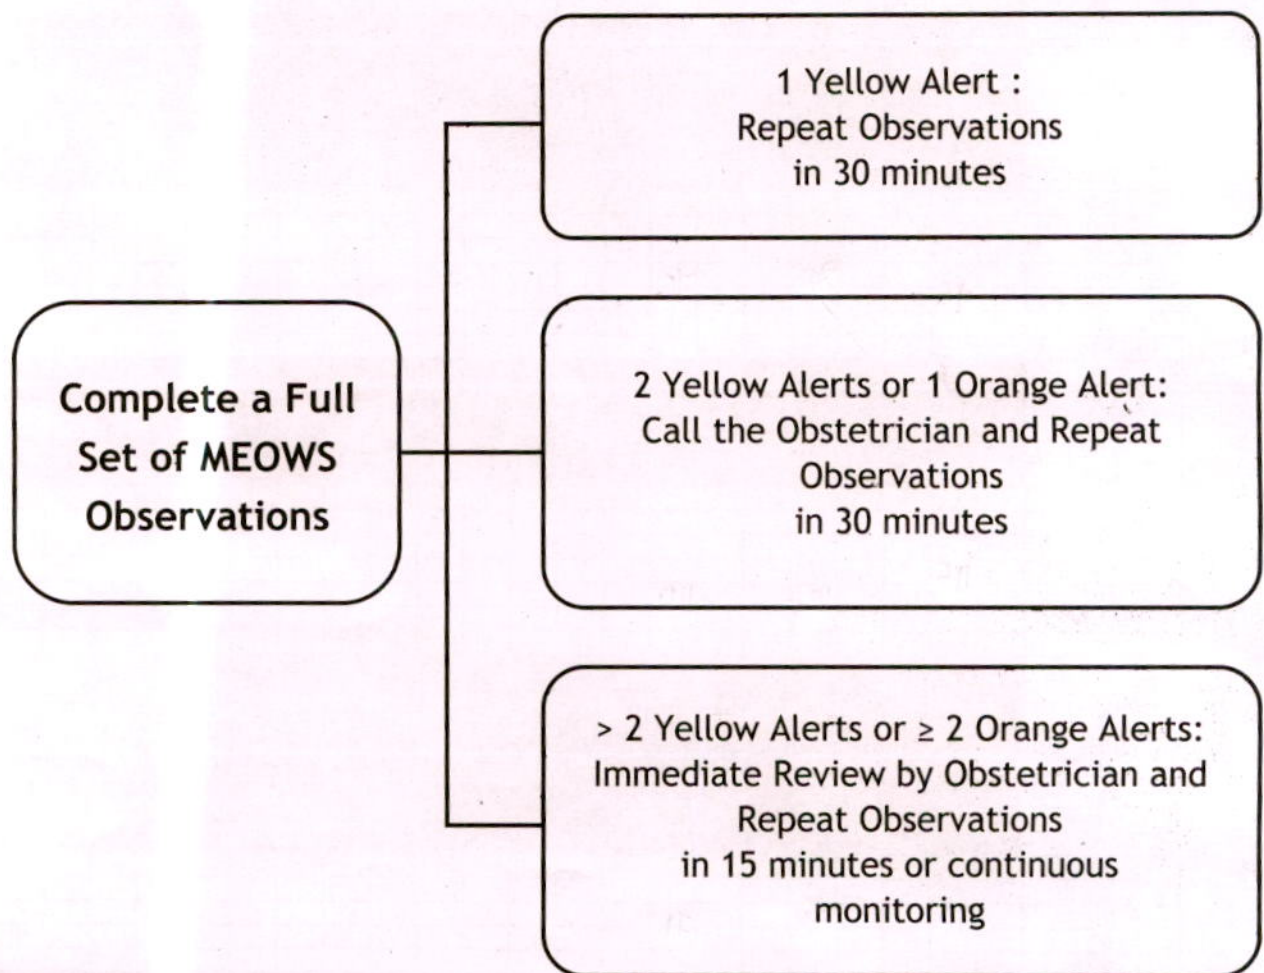 Complete a Full
Set of MEOWS
Observations
1 Yellow Alert :
Repeat Observations
in 30 minutes
2 Yellow Alerts or 1 Orange Alert:
Call the Obstetrician and Repeat
Observations
in 30 minutes
> 2 Yellow Alerts or ≥ 2 Orange Alerts:
Immediate Review by Obstetrician and
Repeat Observations
in 15 minutes or continuous
monitoring